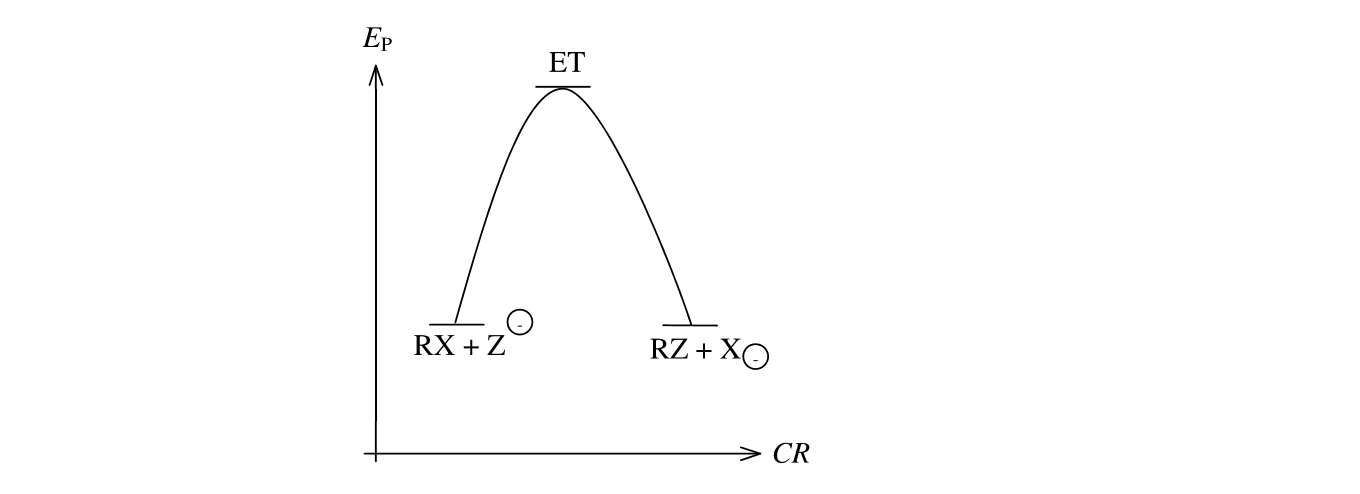 E_P
ET
RX + Z ⊖
RZ + X ⊖
CR